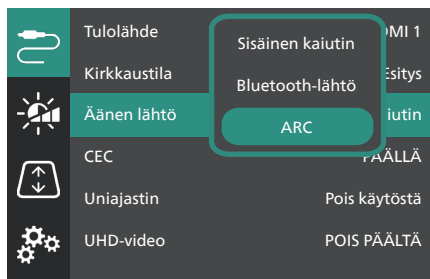 Tulolähde
MI 1
Kirkkaustila
Esitys
Äänen lähtö
iutin
CEC
PÄÄLLÄ
Uniajastin
Pois käytöstä
UHD-video
POIS PÄÄLTÄ
Sisäinen kaiutin
Bluetooth-lähtö
ARC